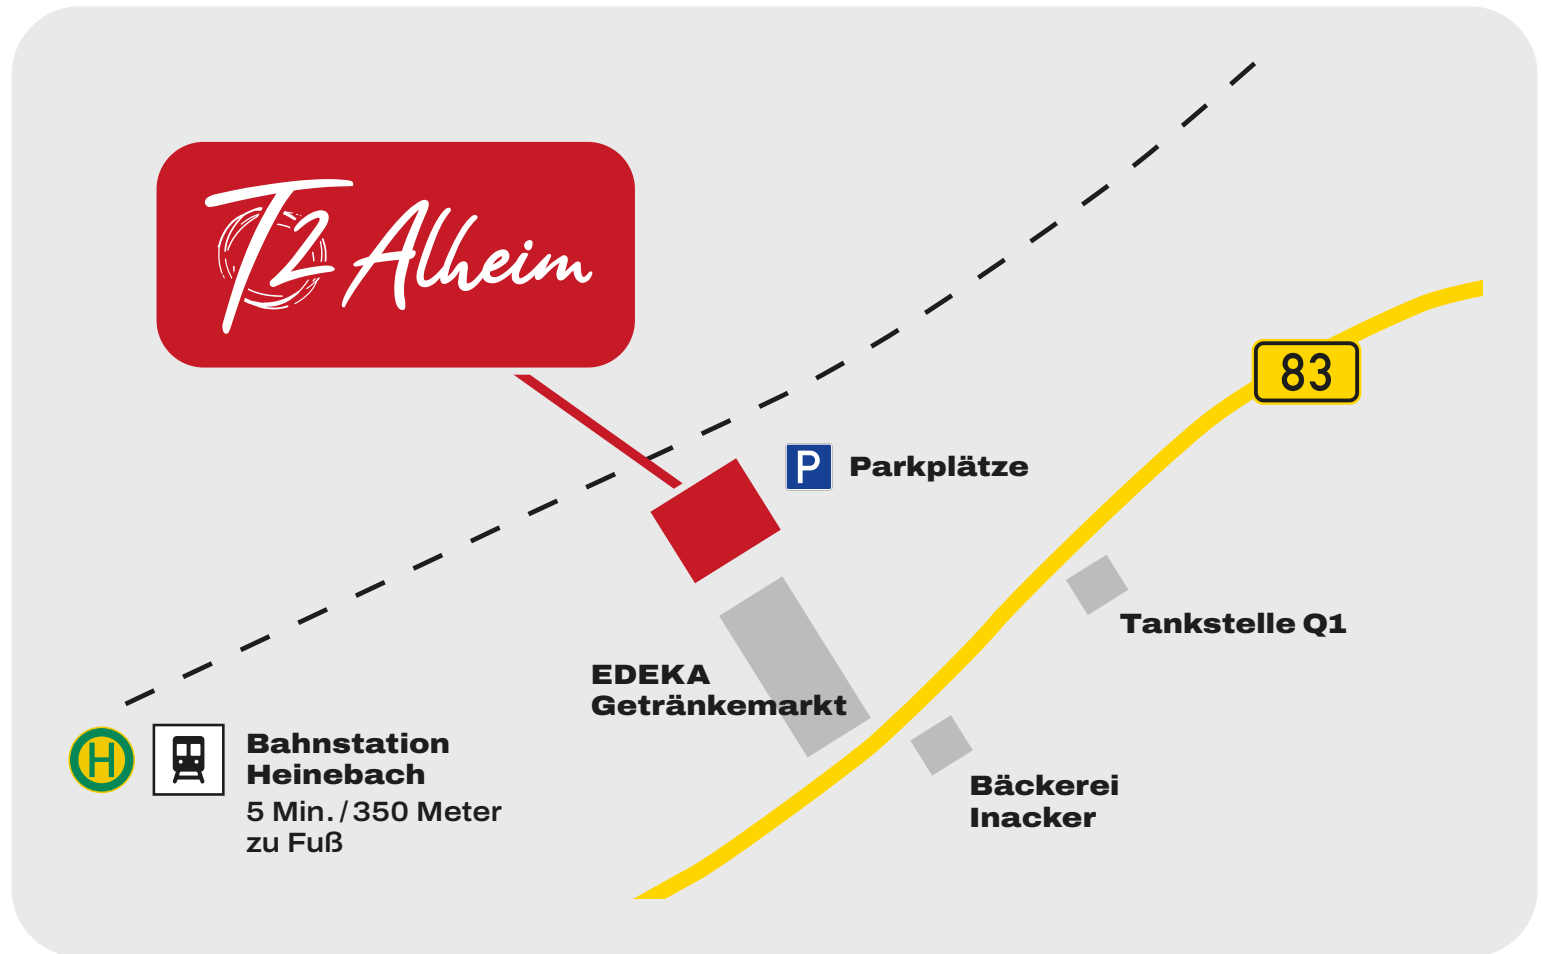 T2 Alheim
83
P Parkplätze
Tankstelle Q1
EDEKA
Getränkemarkt
H
Bahnstation
Heinebach
5 Min. / 350 Meter
zu Fuß
Bäckerei
Inacker